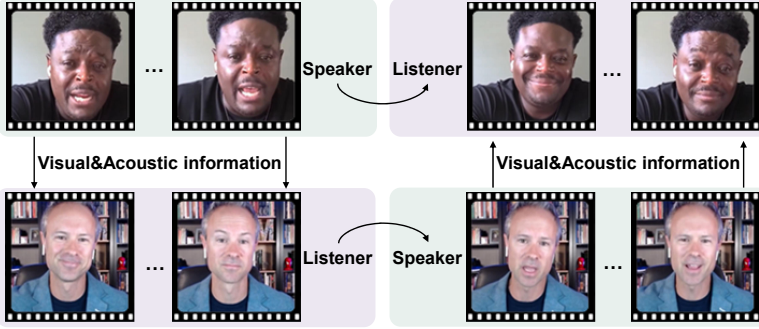 ...
...
Speaker
Listener
Visual&Acoustic information
Visual&Acoustic information
...
...
Listener
Speaker